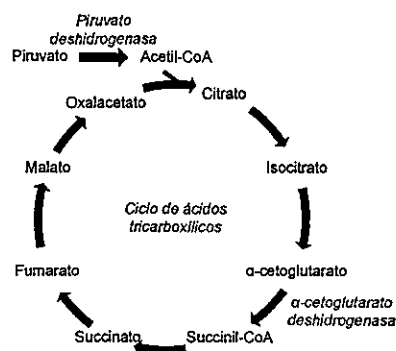 Piruvato
deshidrogenasa
Piruvato
Acetil-CoA
Oxalacetato
Citrato
Malato
Isocitrato
Ciclo de ácidos
tricarboxílicos
Fumarato
α-cetoglutarato
α-cetoglutarato
deshidrogenasa
Succinato
Succinil-CoA